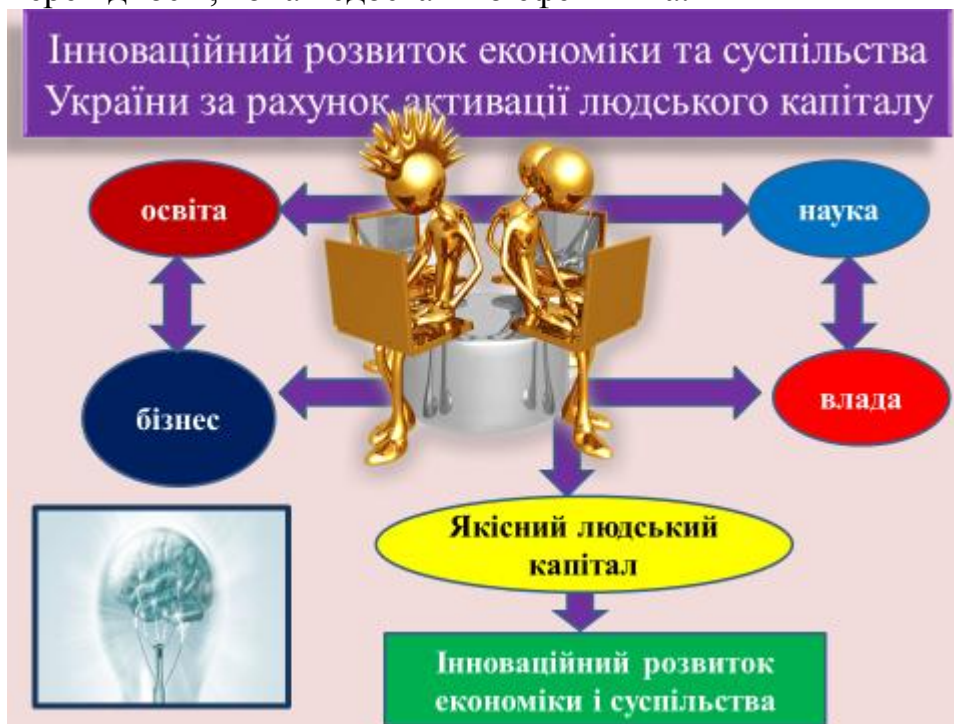 Інноваційний розвиток економіки та суспільства
України за рахунок активації людського капіталу
освіта
наука
бізнес
влада
Якісний людський
капітал
Інноваційний розвиток
економіки і суспільства